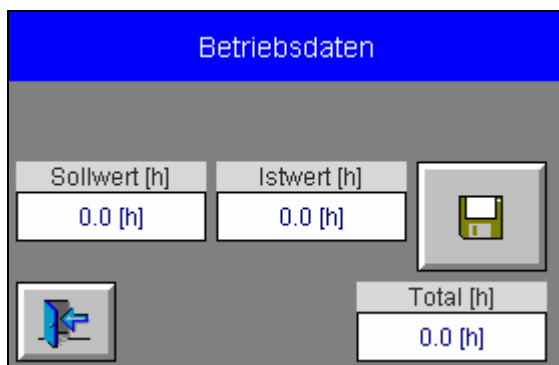 Betriebsdaten
Sollwert [h]
Istwert [h]
0.0 [h]
0.0 [h]
Total [h]
0.0 [h]